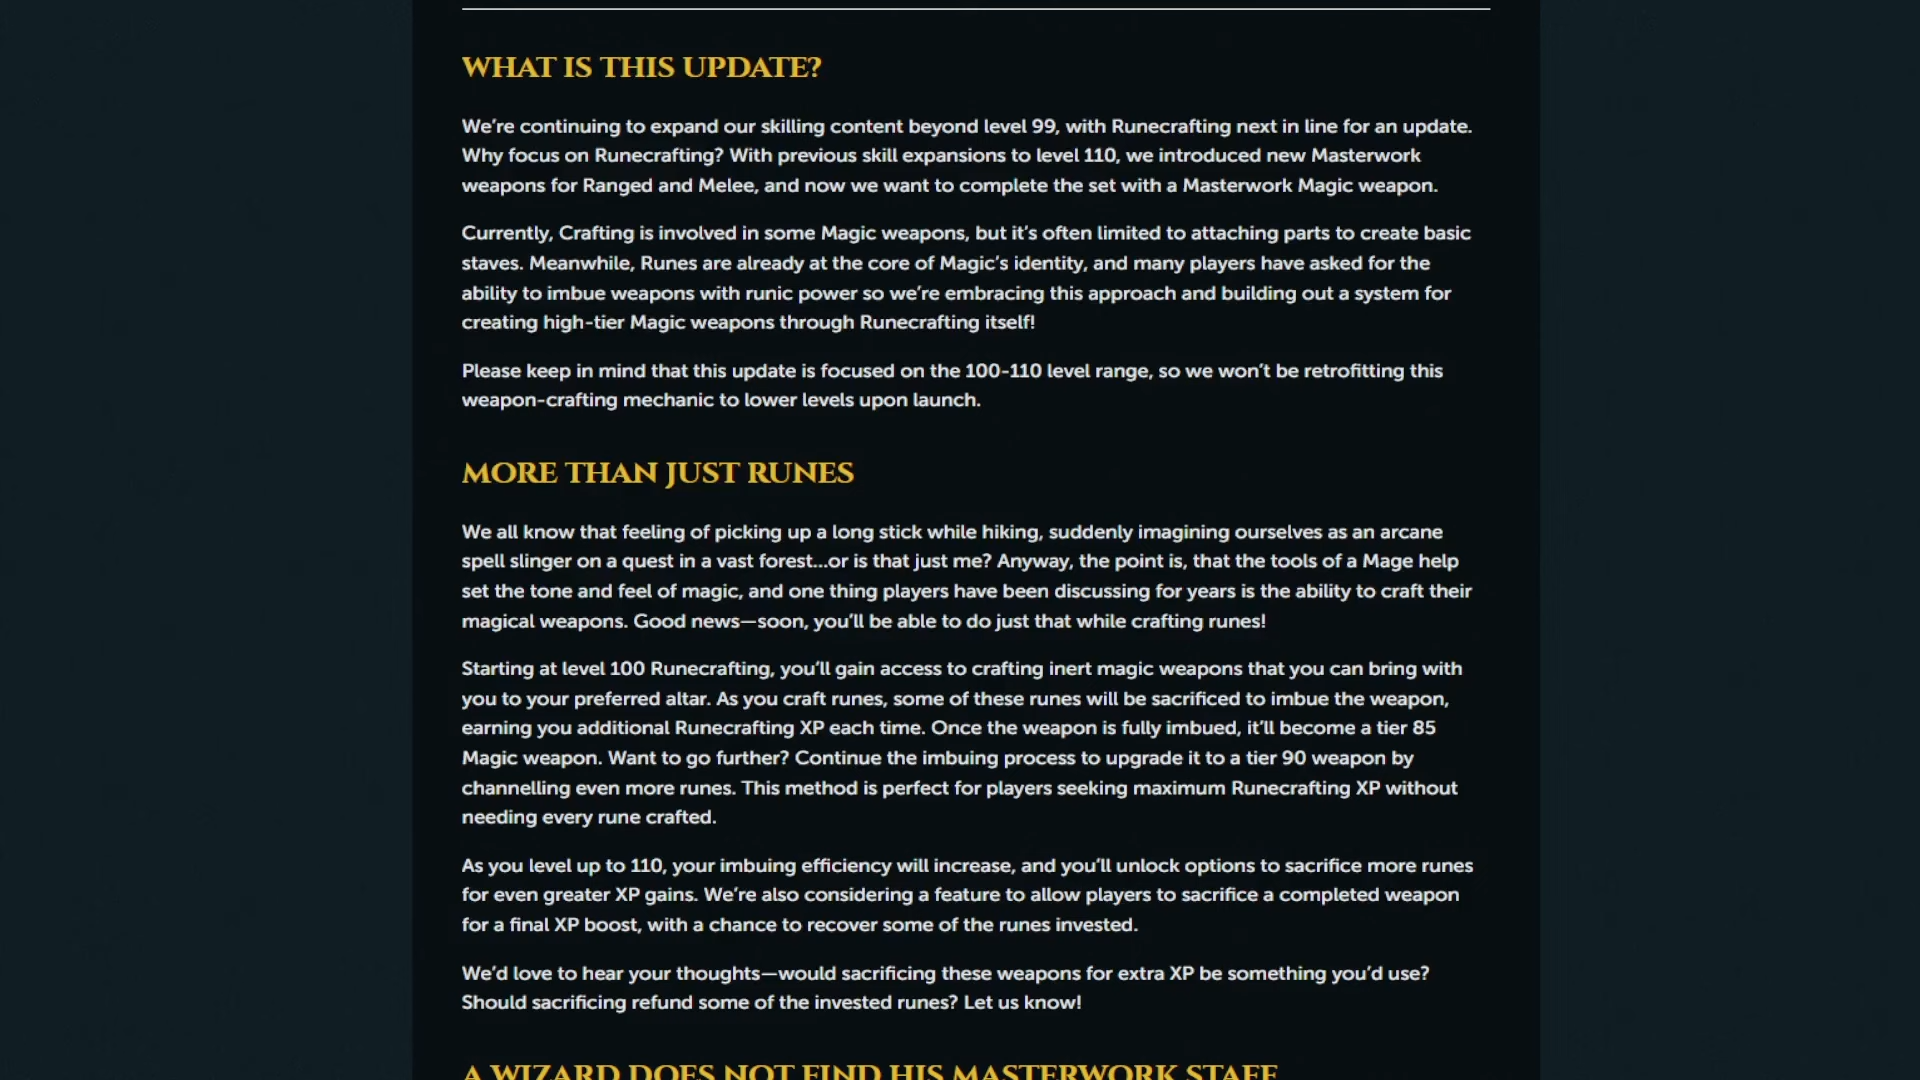 WHAT IS THIS UPDATE?
We’re continuing to expand our skilling content beyond level 99, with Runecrafting next in line for an update.
Why focus on Runecrafting? With previous skill expansions to level 110, we introduced new Masterwork
weapons for Ranged and Melee, and now we want to complete the set with a Masterwork Magic weapon.
Currently, Crafting is involved in some Magic weapons, but it’s often limited to attaching parts to create basic
staves. Meanwhile, Runes are already at the core of Magic’s identity, and many players have asked for the
ability to imbue weapons with runic power so we’re embracing this approach and building out a system for
creating high-tier Magic weapons through Runecrafting itself!
Please keep in mind that this update is focused on the 100-110 level range, so we won’t be retrofitting this
weapon-crafting mechanic to lower levels upon launch.
MORE THAN JUST RUNES
We all know that feeling of picking up a long stick while hiking, suddenly imagining ourselves as an arcane
spell slinger on a quest in a vast forest...or is that just me? Anyway, the point is, that the tools of a Mage help
set the tone and feel of magic, and one thing players have been discussing for years is the ability to craft their
magical weapons. Good news—soon, you’ll be able to do just that while crafting runes!
Starting at level 100 Runecrafting, you’ll gain access to crafting inert magic weapons that you can bring with
you to your preferred altar. As you craft runes, some of these runes will be sacrificed to imbue the weapon,
earning you additional Runecrafting XP each time. Once the weapon is fully imbued, it’ll become a tier 85
Magic weapon. Want to go further? Continue the imbuing process to upgrade it to a tier 90 weapon by
channelling even more runes. This method is perfect for players seeking maximum Runecrafting XP without
needing every rune crafted.
As you level up to 110, your imbuing efficiency will increase, and you’ll unlock options to sacrifice more runes
for even greater XP gains. We’re also considering a feature to allow players to sacrifice a completed weapon
for a final XP boost, with a chance to recover some of the runes invested.
We’d love to hear your thoughts—would sacrificing these weapons for extra XP be something you’d use?
Should sacrificing refund some of the invested runes? Let us know!
A WIZARD DOES NOT FIND HIS MASTERWORK STAFF